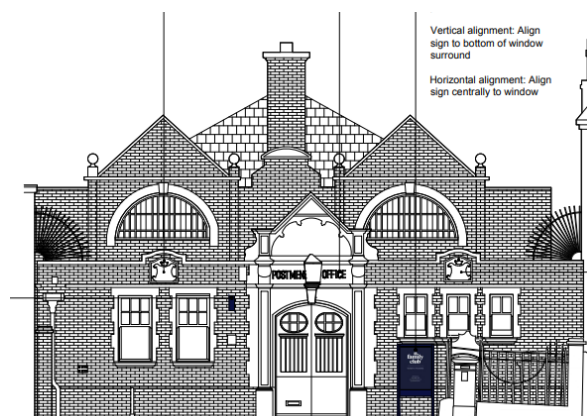 Vertical alignment: Align
sign to bottom of window
surround
Horizontal alignment: Align
sign centrally to window
POSTMENS OFFICE
family
club